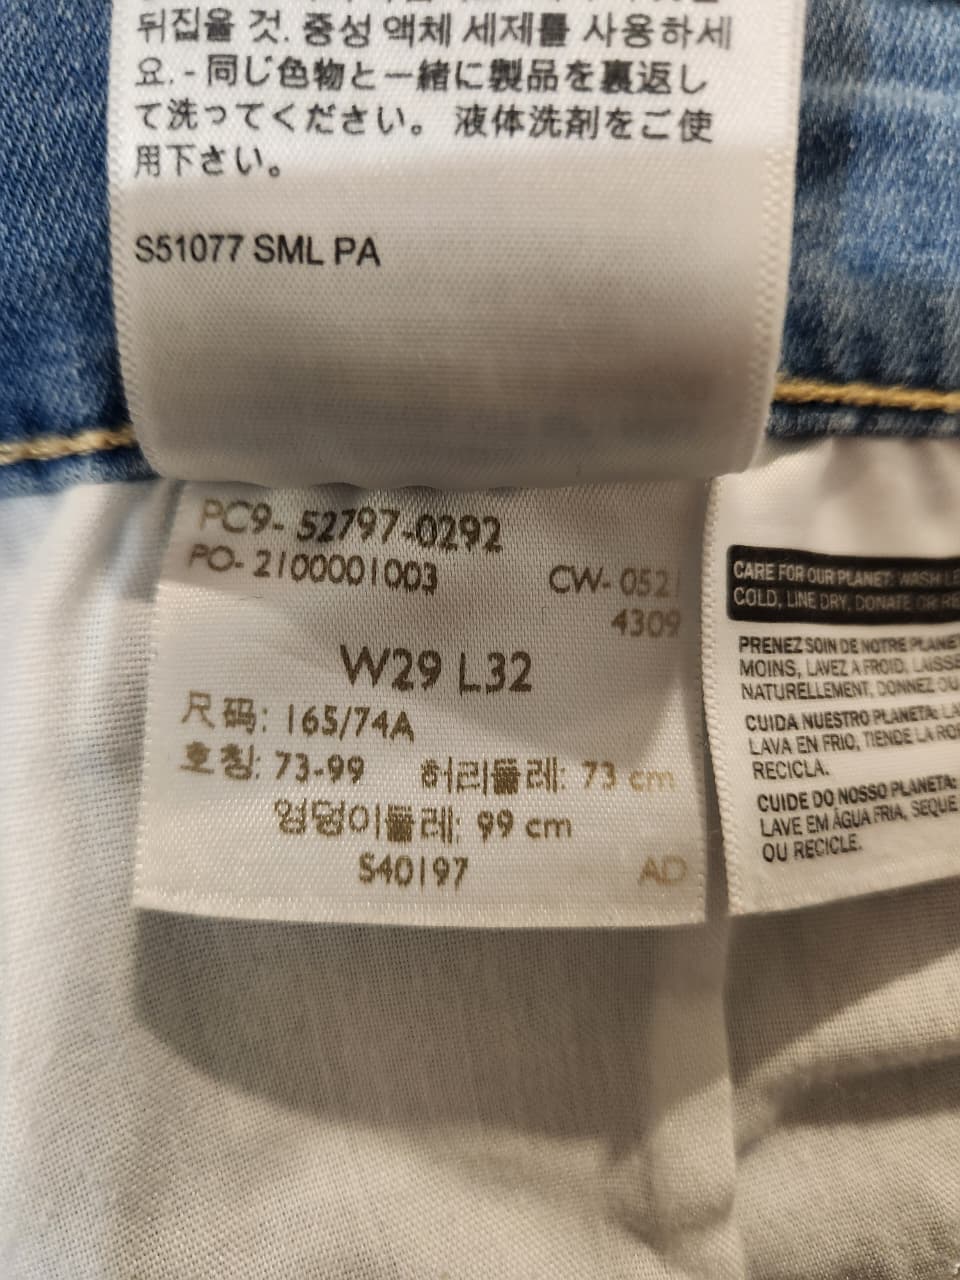 뒤집을 것. 중성 액체 세제를 사용하세
요. - 同じ色物と一緒に製品を裏返し
て洗ってください。 液体洗剤をご使
用下さい。
S51077 SML PA
PC9- 52797-0292
PO- 2100001003 CW- 0521
4309
W29 L32
尺码: 165/74A
호칭: 73-99 허리둘레: 73 cm
엉덩이둘레: 99 cm
S40197 AD
CARE FOR OUR PLANET: WASH
COLD, LINE DRY, DONATE OR
PRENEZ SOIN DE NOTRE PLANE
MOINS, LAVEZ A FROID, LAISSE
NATURELLEMENT, DONNEZ OU
CUIDA NUESTRO PLANETA:
LAVA EN FRIO, TIENDE LA
RECICLA.
CUIDE DO NOSSO PLANETA:
LAVE EM ÁGUA FRIA, SEQUE
OU RECICLE.